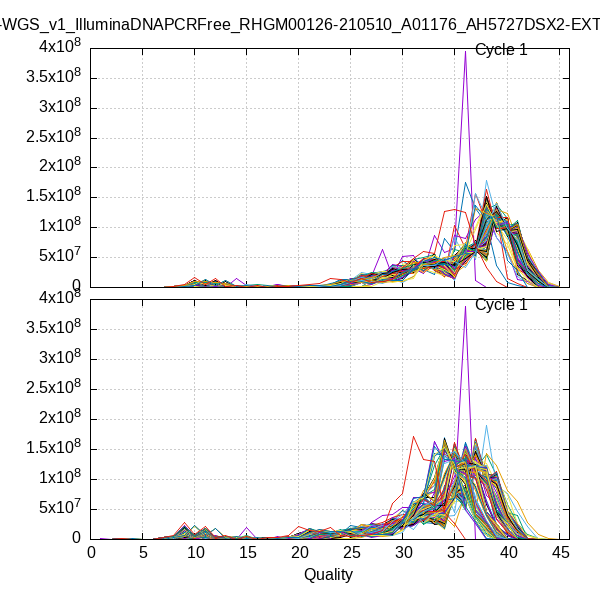 -WGS_v1_IlluminaDNAPCRFree_RHGM00126-210510_A01176_AH5727DSX2-EXT
4x10^8
Cycle 1
3.5x10^8
3x10^8
2.5x10^8
2x10^8
1.5x10^8
1x10^8
5x10^7
0
4x10^8
Cycle 1
3.5x10^8
3x10^8
2.5x10^8
2x10^8
1.5x10^8
1x10^8
5x10^7
0
0 5 10 15 20 25 30 35 40 45
Quality